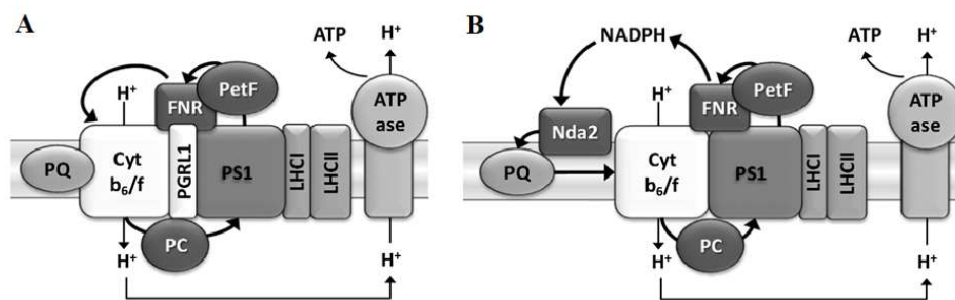 A
ATP
H⁺
H⁺
FNR
PetF
ATP
ase
PQ
Cyt
b₆/f
PGRL1
PS1
LHCI
LHCII
PC
H⁺
H⁺
B
NADPH
ATP
H⁺
H⁺
FNR
PetF
ATP
ase
Nda2
PQ
Cyt
b₆/f
PS1
LHCI
LHCII
PC
H⁺
H⁺